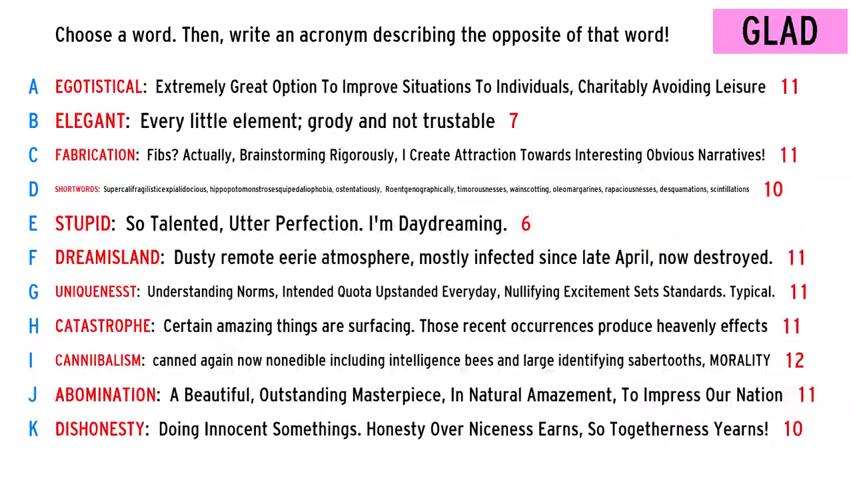 Choose a word. Then, write an acronym describing the opposite of that word! GLAD
A EGOTISTICAL: Extremely Great Option To Improve Situations To Individuals, Charitably Avoiding Leisure 11
B ELEGANT: Every little element; grody and not trustable 7
C FABRICATION: Fibs? Actually, Brainstorming Rigorously, I Create Attraction Towards Interesting Obvious Narratives! 11
D SHORTWORDS: Supercalifragilisticexpialidocious, hippopotomonstrosesquipedaliophobia, ostentatiously, Roentgenographically, timorousnesses, wainscotting, oleomargarines, rapaciousnesses, desquamations, scintillations 10
E STUPID: So Talented, Utter Perfection. I'm Daydreaming. 6
F DREAMISLAND: Dusty remote eerie atmosphere, mostly infected since late April, now destroyed. 11
G UNIQUENESST: Understanding Norms, Intended Quota Upstanded Everyday, Nullifying Excitement Sets Standards. Typical. 11
H CATASTROPHE: Certain amazing things are surfacing. Those recent occurrences produce heavenly effects 11
I CANNIIBALISM: canned again now nonedible including intelligence bees and large identifying sabertooths, MORALITY 12
J ABOMINATION: A Beautiful, Outstanding Masterpiece, In Natural Amazement, To Impress Our Nation 11
K DISHONESTY: Doing Innocent Somethings. Honesty Over Niceness Earns, So Togetherness Yearns! 10